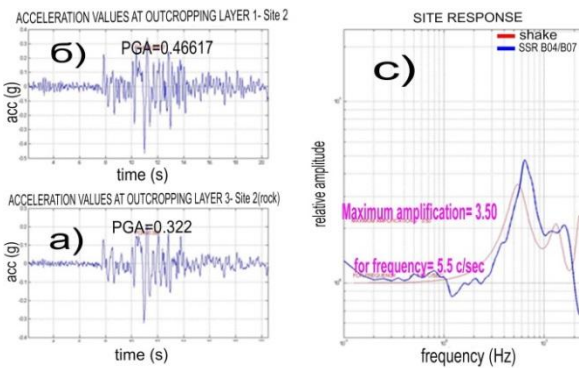 ACCELERATION VALUES AT OUTCROPPING LAYER 1- Site 2
б)
PGA=0.46617
acc (g)
time (s)
ACCELERATION VALUES AT OUTCROPPING LAYER 3- Site 2(rock)
a)
PGA=0.322
acc (g)
time (s)
SITE RESPONSE
shake
SSR B04/B07
c)
relative amplitude
Maximum amplification= 3.50
for frequency= 5.5 c/sec
frequency (Hz)